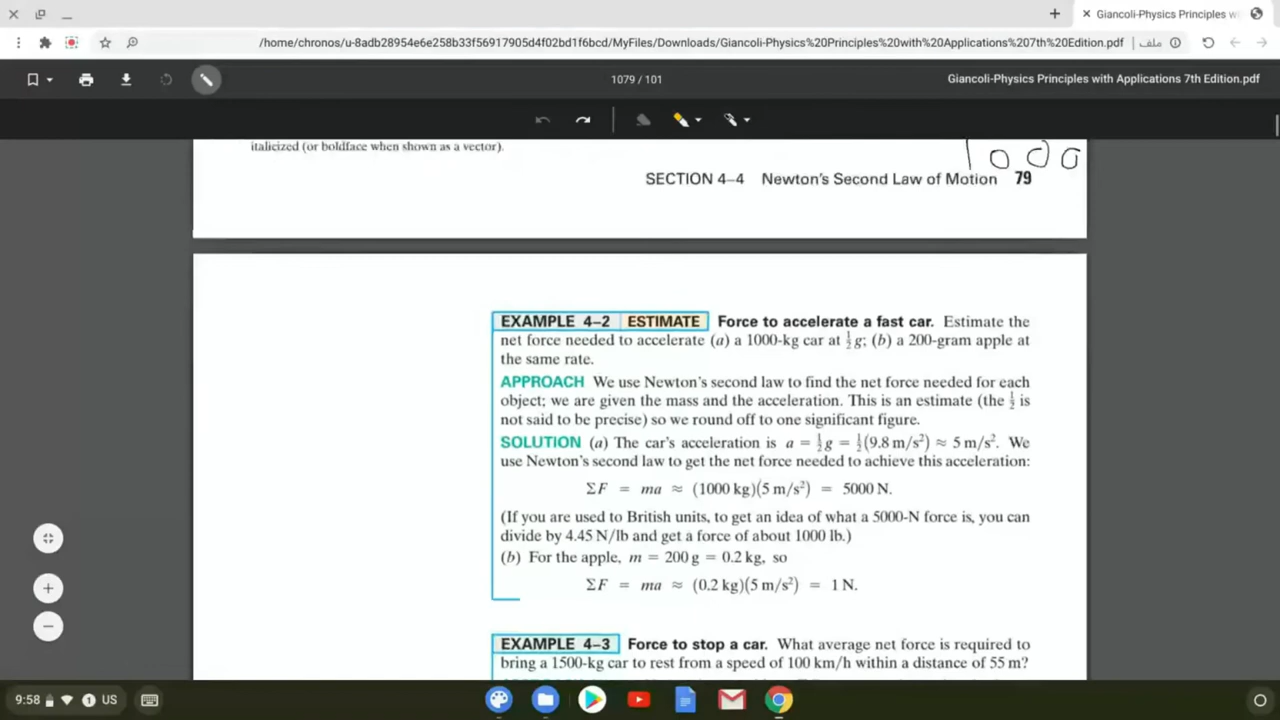 Giancoli-Physics Principles wi
/home/chronos/u-8adb28954e6e258b33f56917905d4f02bd1f6bcd/MyFiles/Downloads/Giancoli-Physics%20Principles%20with%20Applications%207th%20Edition.pdf | ملف
1079 / 101
Giancoli-Physics Principles with Applications 7th Edition.pdf
italicized (or boldface when shown as a vector).
SECTION 4–4 Newton's Second Law of Motion 79
EXAMPLE 4–2 ESTIMATE Force to accelerate a fast car. Estimate the
net force needed to accelerate (a) a 1000-kg car at ½g; (b) a 200-gram apple at
the same rate.
APPROACH We use Newton's second law to find the net force needed for each
object; we are given the mass and the acceleration. This is an estimate (the ½ is
not said to be precise) so we round off to one significant figure.
SOLUTION (a) The car's acceleration is a = ½g = ½(9.8 m/s²) ≈ 5 m/s². We
use Newton's second law to get the net force needed to achieve this acceleration:
ΣF = ma ≈ (1000 kg)(5 m/s²) = 5000 N.
(If you are used to British units, to get an idea of what a 5000-N force is, you can
divide by 4.45 N/lb and get a force of about 1000 lb.)
(b) For the apple, m = 200 g = 0.2 kg, so
ΣF = ma ≈ (0.2 kg)(5 m/s²) = 1 N.
EXAMPLE 4–3 Force to stop a car. What average net force is required to
bring a 1500-kg car to rest from a speed of 100 km/h within a distance of 55 m?
9:58 1 US